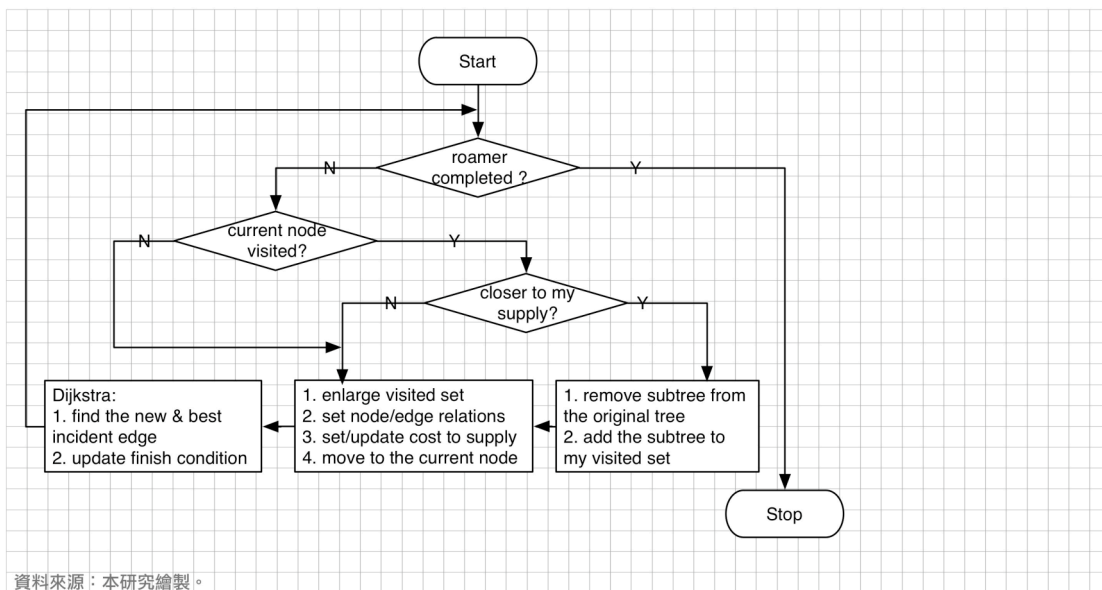 Start
roamer
completed ?
N
Y
current node
visited?
N
Y
closer to my
supply?
N
Y
Dijkstra:
1. find the new & best
incident edge
2. update finish condition
1. enlarge visited set
2. set node/edge relations
3. set/update cost to supply
4. move to the current node
1. remove subtree from
the original tree
2. add the subtree to
my visited set
Stop
資料來源：本研究繪製。